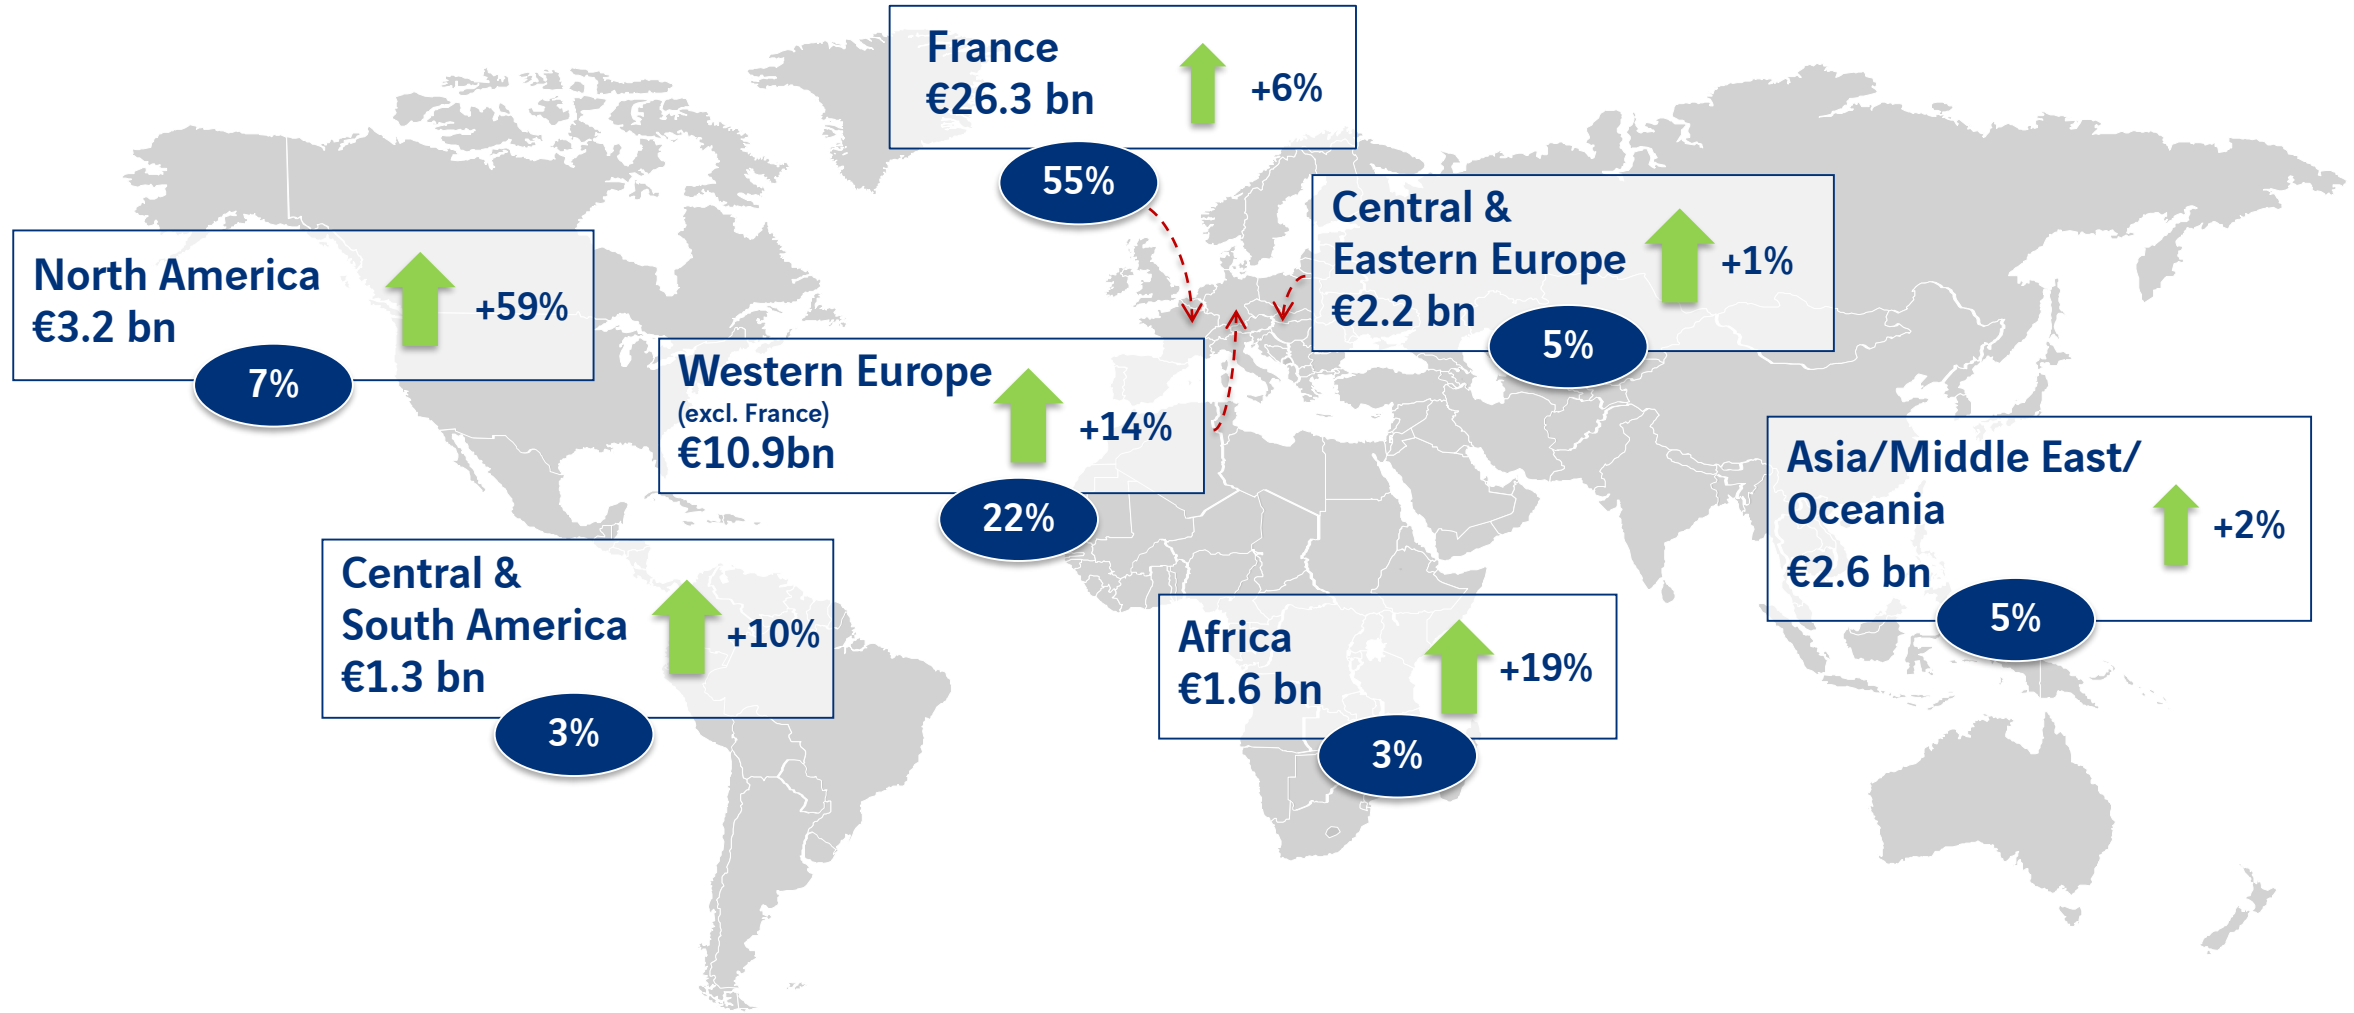 France
€26.3 bn
+6%
55%
Central &
Eastern Europe
€2.2 bn
+1%
5%
North America
€3.2 bn
+59%
7%
Western Europe
(excl. France)
€10.9bn
+14%
22%
Asia/Middle East/
Oceania
€2.6 bn
+2%
5%
Central &
South America
€1.3 bn
+10%
3%
Africa
€1.6 bn
+19%
3%